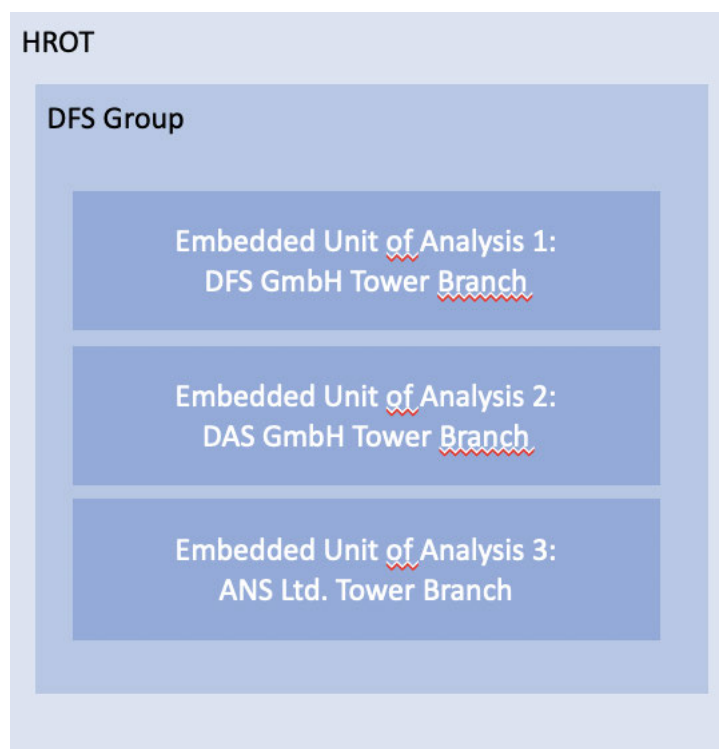 HROT
DFS Group
Embedded Unit of Analysis 1:
DFS GmbH Tower Branch
Embedded Unit of Analysis 2:
DAS GmbH Tower Branch
Embedded Unit of Analysis 3:
ANS Ltd. Tower Branch